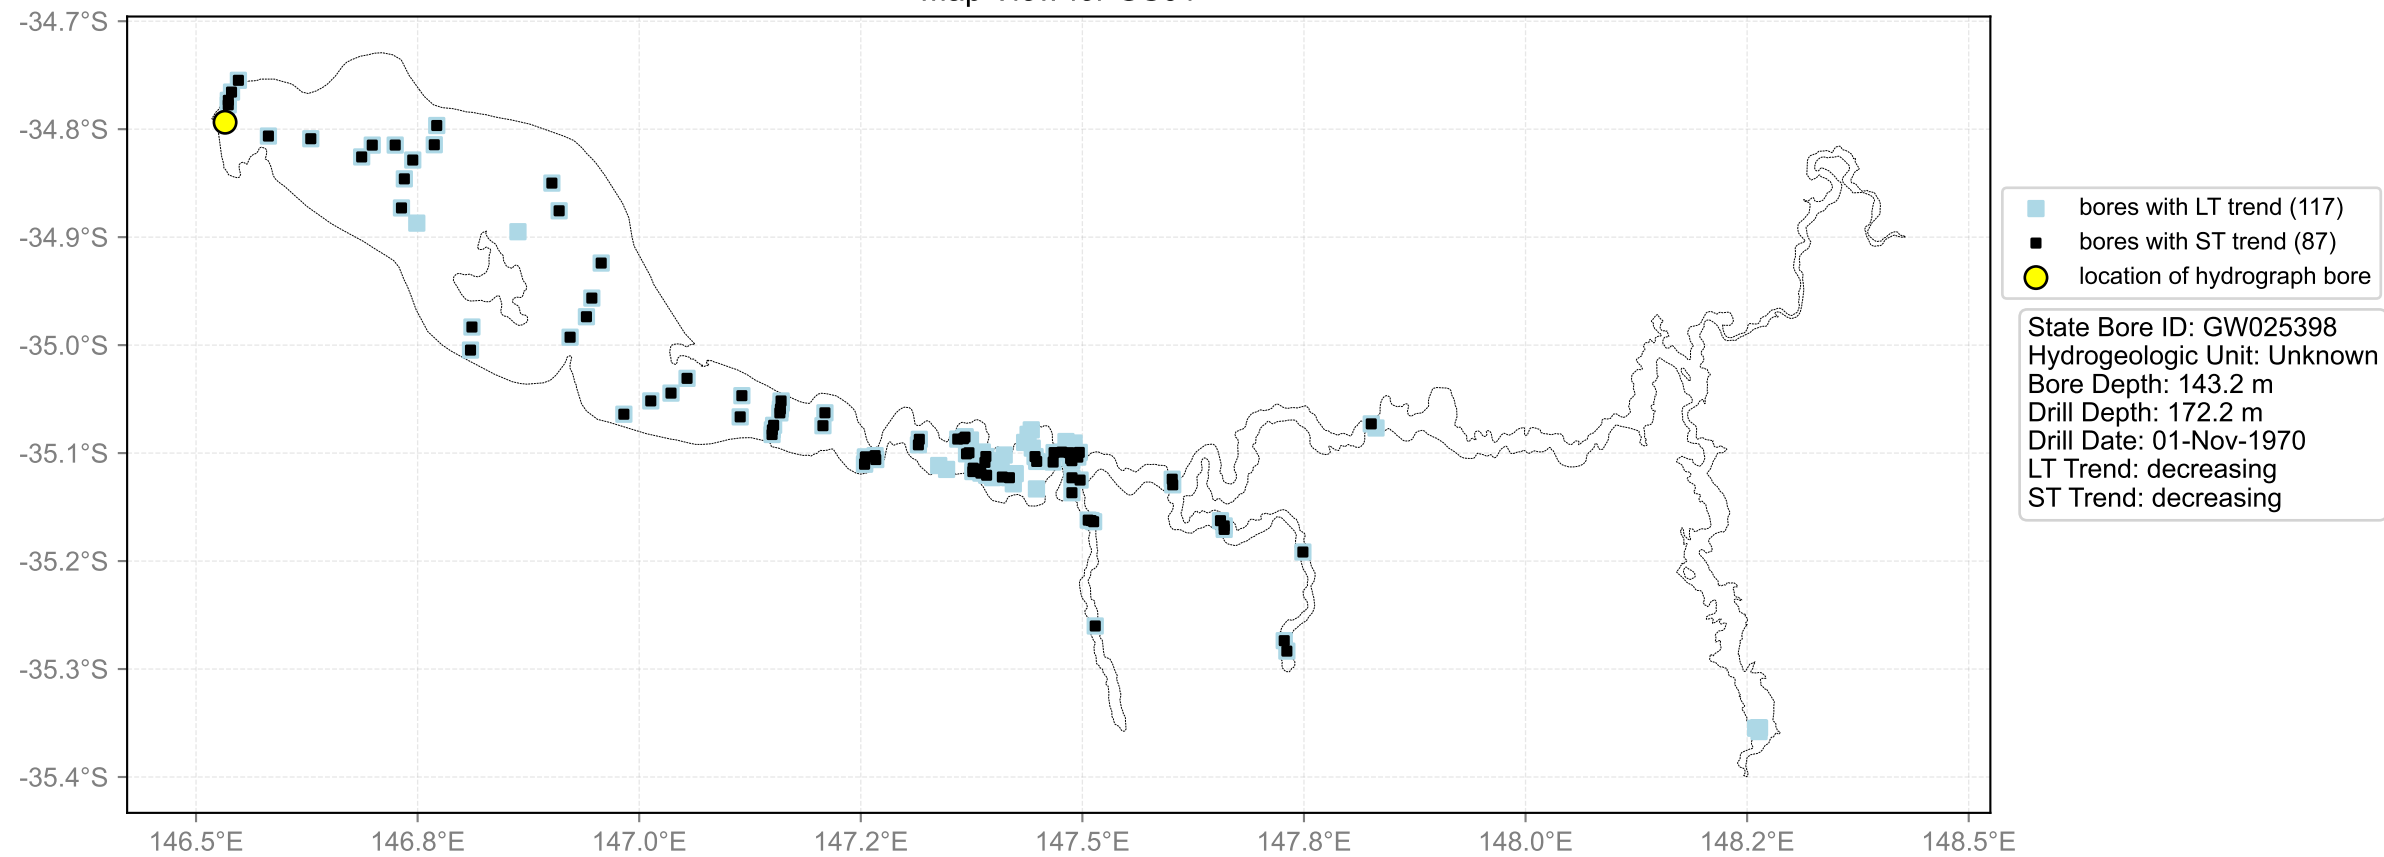 -34.7°S
-34.8°S
-34.9°S
-35.0°S
-35.1°S
-35.2°S
-35.3°S
-35.4°S
146.5°E
146.8°E
147.0°E
147.2°E
147.5°E
147.8°E
148.0°E
148.2°E
148.5°E
bores with LT trend (117)
bores with ST trend (87)
location of hydrograph bore
State Bore ID: GW025398
Hydrogeologic Unit: Unknown
Bore Depth: 143.2 m
Drill Depth: 172.2 m
Drill Date: 01-Nov-1970
LT Trend: decreasing
ST Trend: decreasing